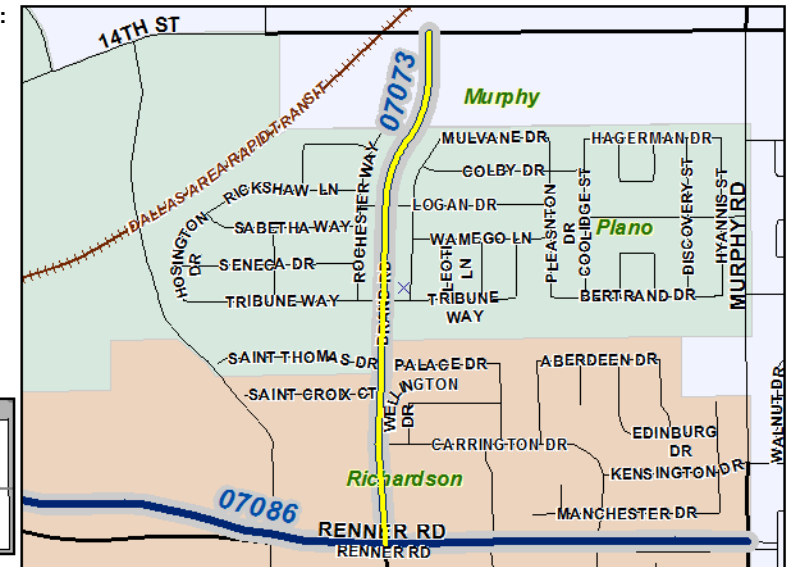 :
14TH ST
07073
Murphy
DALLAS AREA RAPID TRANSIT
MULVANE DR
HAGERMAN DR
COLBY DR
RICKSHAW LN
ROCHESTER WAY
LOGAN DR
PLEASNTON
DR
COOLIDGE ST
DISCOVERY ST
HYANNIS ST
MURPHY RD
HOSINGTON
DR
SABETHA WAY
WAMEGO LN
Plano
SENECA DR
LEOTI
LN
BRAND RD
TRIBUNE WAY
TRIBUNE
WAY
BERTRAND DR
SAINT THOMAS DR
PALACE DR
ABERDEEN DR
WELLINGTON
DR
SAINT CROIX CT
WALNUT DR
CARRINGTON DR
EDINBURG
DR
KENSINGTON DR
Richardson
07086
MANCHESTER DR
RENNER RD
RENNER RD